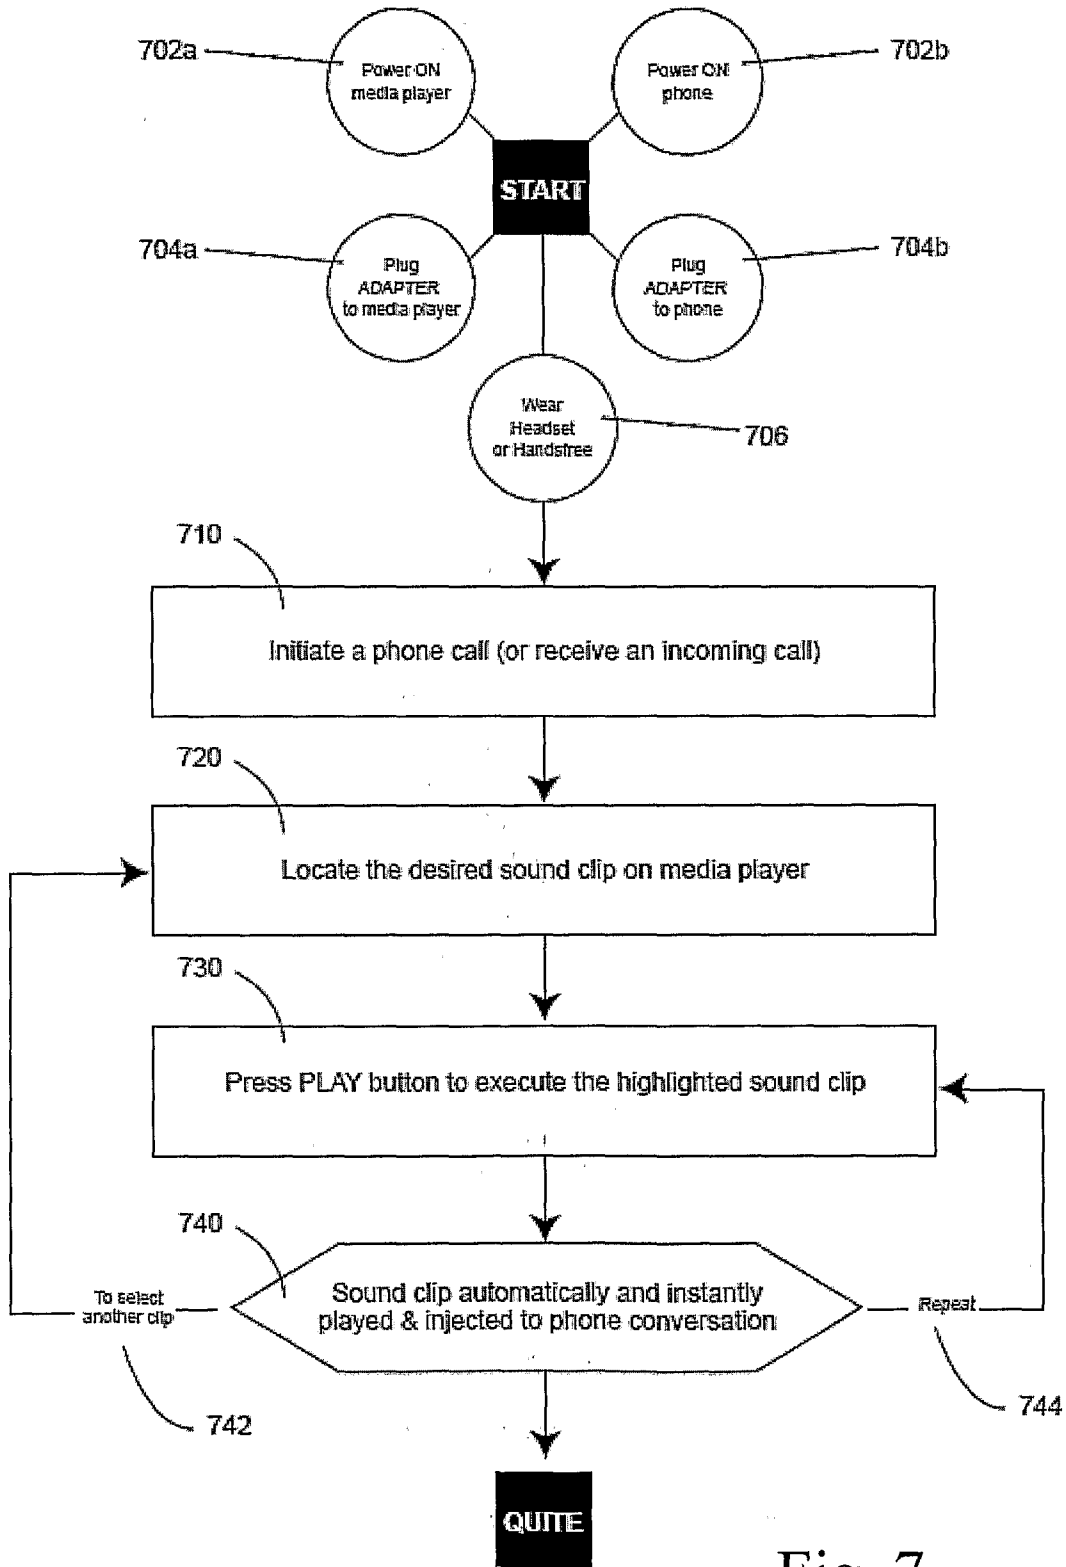 702a
Power ON
media player
Power ON
phone
702b
START
704a
Plug
ADAPTER
to media player
Plug
ADAPTER
to phone
704b
Wear
Headset
or Handsfree
706
710
Initiate a phone call (or receive an incoming call)
720
Locate the desired sound clip on media player
730
Press PLAY button to execute the highlighted sound clip
740
Sound clip automatically and instantly
played & injected to phone conversation
To select
another clip
Repeat
742
744
QUITE
Fig. 7